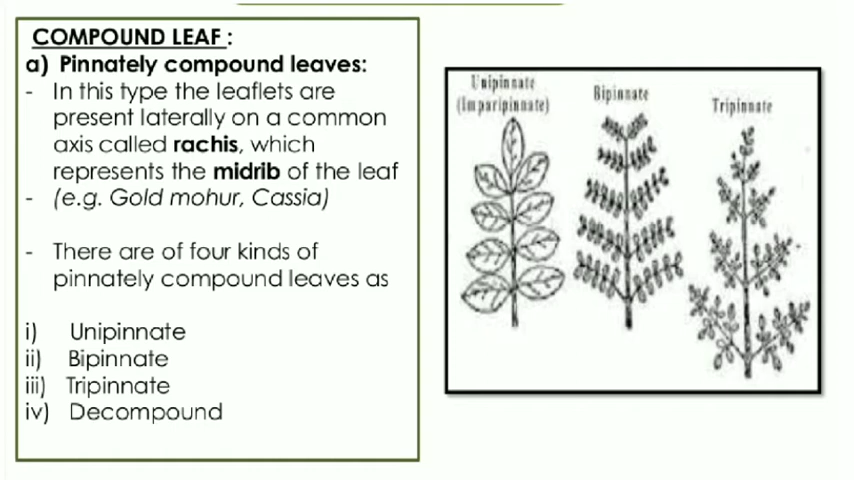 COMPOUND LEAF :
a) Pinnately compound leaves:
- In this type the leaflets are
present laterally on a common
axis called rachis, which
represents the midrib of the leaf
- (e.g. Gold mohur, Cassia)
- There are of four kinds of
pinnately compound leaves as
i) Unipinnate
ii) Bipinnate
iii) Tripinnate
iv) Decompound
Unipinnate
(Imparipinnate)
Bipinnate
Tripinnate